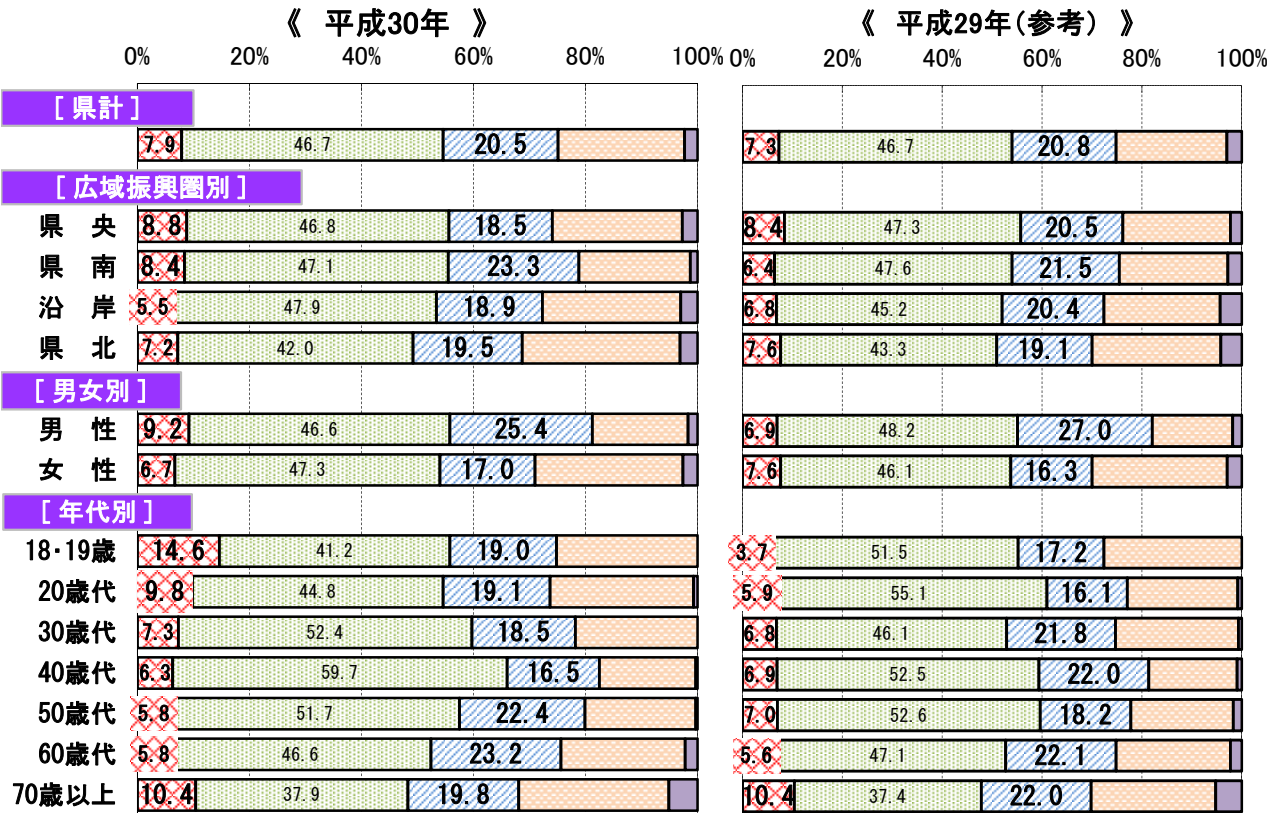 《 平成30年 》 《 平成29年(参考) 》
0% 20% 40% 60% 80% 100% 0% 20% 40% 60% 80% 100%
[ 県計 ]
7.9 46.7 20.5 7.3 46.7 20.8
[ 広域振興圏別 ]
県 央 8.8 46.8 18.5 8.4 47.3 20.5
県 南 8.4 47.1 23.3 6.4 47.6 21.5
沿 岸 5.5 47.9 18.9 6.8 45.2 20.4
県 北 7.2 42.0 19.5 7.6 43.3 19.1
[ 男女別 ]
男 性 9.2 46.6 25.4 6.9 48.2 27.0
女 性 6.7 47.3 17.0 7.6 46.1 16.3
[ 年代別 ]
18・19歳 14.6 41.2 19.0 3.7 51.5 17.2
20歳代 9.8 44.8 19.1 5.9 55.1 16.1
30歳代 7.3 52.4 18.5 6.8 46.1 21.8
40歳代 6.3 59.7 16.5 6.9 52.5 22.0
50歳代 5.8 51.7 22.4 7.0 52.6 18.2
60歳代 5.8 46.6 23.2 5.6 47.1 22.1
70歳以上 10.4 37.9 19.8 10.4 37.4 22.0